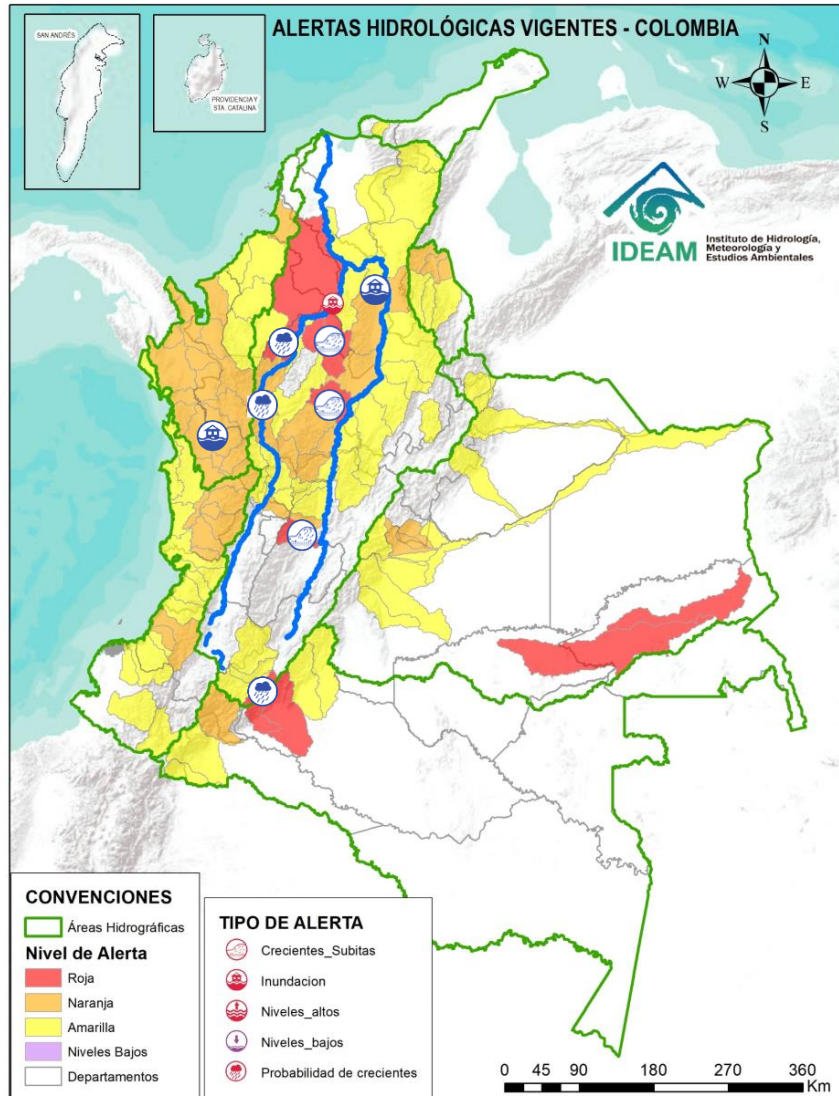 ALERTAS HIDROLÓGICAS VIGENTES - COLOMBIA
SAN ANDRÉS
PROVIDENCIA Y
STA. CATALINA
N
W
E
S
IDEAM
Instituto de Hidrología,
Meteorología y
Estudios Ambientales
CONVENCIONES
Áreas Hidrográficas
Nivel de Alerta
Roja
Naranja
Amarilla
Niveles Bajos
Departamentos
TIPO DE ALERTA
Crecientes_Subitas
Inundacion
Niveles_altos
Niveles_bajos
Probabilidad de crecientes
0 45 90 180 270 360
Km